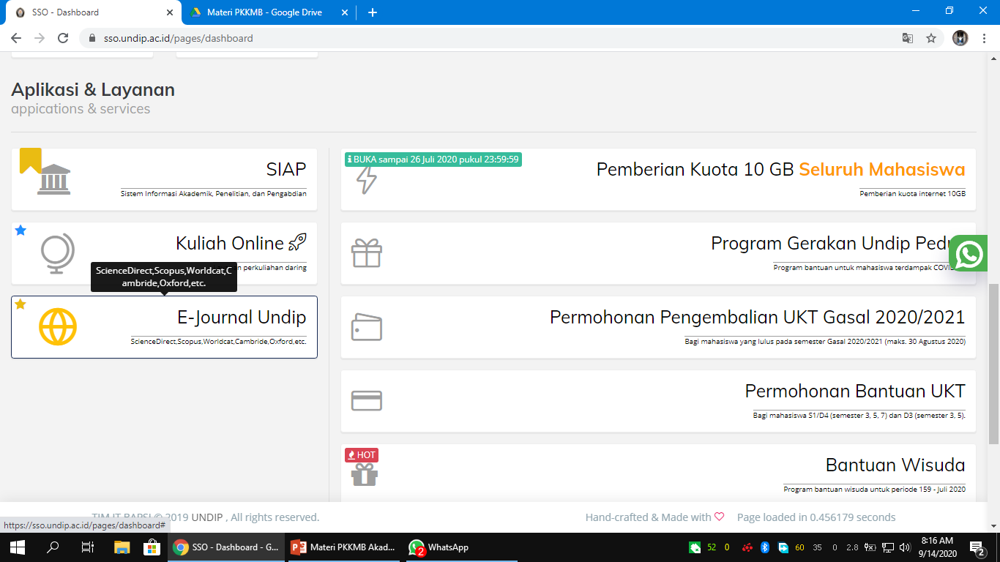 SSO - Dashboard
Materi PKKMB - Google Drive
sso.undip.ac.id/pages/dashboard
Aplikasi & Layanan
appications & services
SIAP
Sistem Informasi Akademik, Penelitian, dan Pengabdian
Kuliah Online
perkuliahan daring
ScienceDirect,Scopus,Worldcat,C
ambride,Oxford,etc.
E-Journal Undip
ScienceDirect,Scopus,Worldcat,Cambride,Oxford,etc.
BUKA sampai 26 Juli 2020 pukul 23:59:59
Pemberian Kuota 10 GB Seluruh Mahasiswa
Pemberian kuota internet 10GB
Program Gerakan Undip
Program bantuan untuk mahasiswa terdampak
Permohonan Pengembalian UKT Gasal 2020/2021
Bagi mahasiswa yang lulus pada semester Gasal 2020/2021 (maks. 30 Agustus 2020)
Permohonan Bantuan UKT
Bagi mahasiswa S1/D4 (semester 3, 5, 7) dan D3 (semester 3, 5).
HOT
Bantuan Wisuda
Program bantuan wisuda untuk periode 159 - Juli 2020
TIM IT BAPSI © 2019 UNDIP , All rights reserved.
Hand-crafted & Made with
Page loaded in 0.456179 seconds
https://sso.undip.ac.id/pages/dashboard#
SSO - Dashboard - G...
Materi PKKMB Akad...
2
WhatsApp
52 0 60 35 0 2.8
8:16 AM
9/14/2020
2